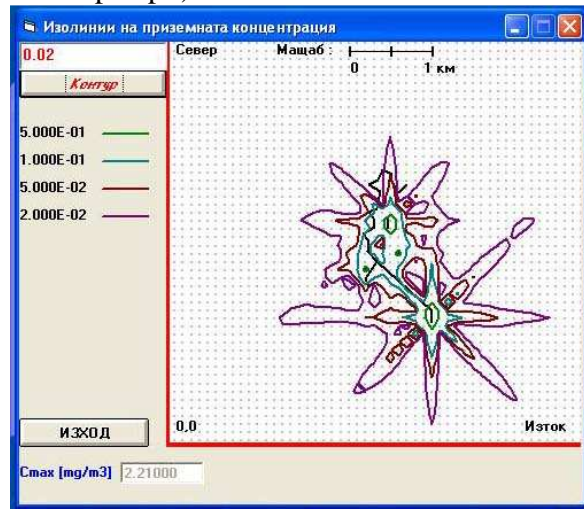 Изолинии на приземната концентрация
0.02
Север Мащаб :
0 1 км
Контур
5.000E-01
1.000E-01
5.000E-02
2.000E-02
ИЗХОД
0,0 Изток
Cmax [mg/m3] 2.21000